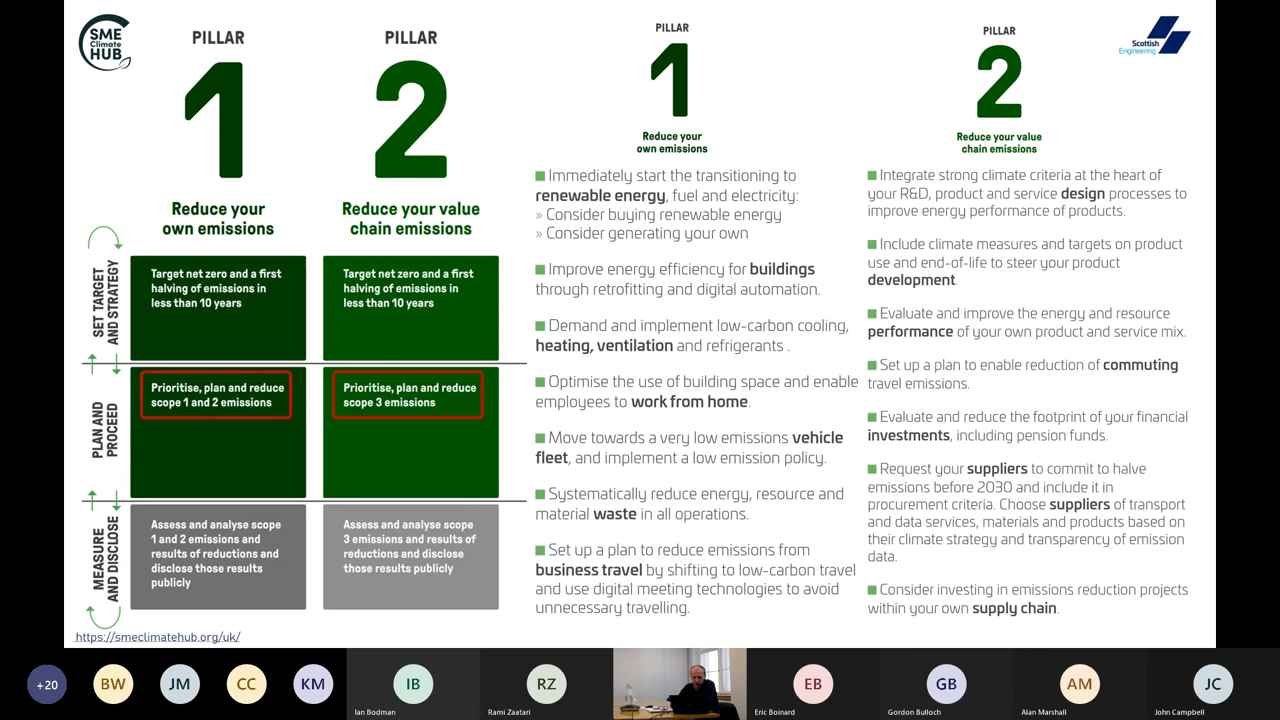 SME
Climate
HUB
PILLAR
1
Reduce your
own emissions
PILLAR
2
Reduce your value
chain emissions
SET TARGET
AND STRATEGY
Target net zero and a first
halving of emissions in
less than 10 years
Target net zero and a first
halving of emissions in
less than 10 years
PLAN AND
PROCEED
Prioritise, plan and reduce
scope 1 and 2 emissions
Prioritise, plan and reduce
scope 3 emissions
MEASURE
AND DISCLOSE
Assess and analyse scope
1 and 2 emissions and
results of reductions and
disclose those results
publicly
Assess and analyse scope
3 emissions and results of
reductions and disclose
those results publicly
https://smeclimatehub.org/uk/
PILLAR
1
Reduce your
own emissions
Immediately start the transitioning to
renewable energy, fuel and electricity:
» Consider buying renewable energy
» Consider generating your own
Improve energy efficiency for buildings
through retrofitting and digital automation.
Demand and implement low-carbon cooling,
heating, ventilation and refrigerants .
Optimise the use of building space and enable
employees to work from home.
Move towards a very low emissions vehicle
fleet, and implement a low emission policy.
Systematically reduce energy, resource and
material waste in all operations.
Set up a plan to reduce emissions from
business travel by shifting to low-carbon travel
and use digital meeting technologies to avoid
unnecessary travelling.
Scottish
Engineering
PILLAR
2
Reduce your value
chain emissions
Integrate strong climate criteria at the heart of
your R&D, product and service design processes to
improve energy performance of products.
Include climate measures and targets on product
use and end-of-life to steer your product
development.
Evaluate and improve the energy and resource
performance of your own product and service mix.
Set up a plan to enable reduction of commuting
travel emissions.
Evaluate and reduce the footprint of your financial
investments, including pension funds.
Request your suppliers to commit to halve
emissions before 2030 and include it in
procurement criteria. Choose suppliers of transport
and data services, materials and products based on
their climate strategy and transparency of emission
data.
Consider investing in emissions reduction projects
within your own supply chain.
+20
BW
JM
CC
KM
IB
Ian Bodman
RZ
Rami Zaatari
EB
Eric Boinard
GB
Gordon Bulloch
AM
Alan Marshall
JC
John Campbell